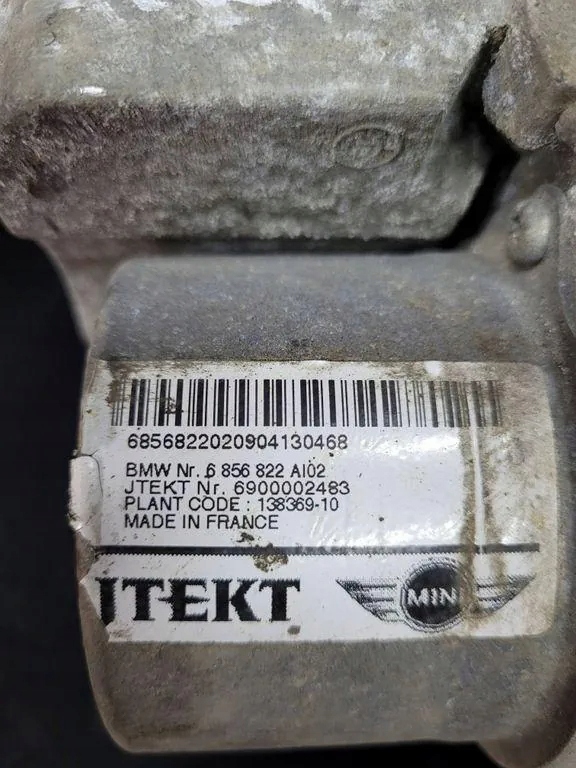 6856822020904130468
BMW Nr. 6 856 822 AI02
JTEKT Nr. 6900002483
PLANT CODE : 138369-10
MADE IN FRANCE
JTEKT
MINI